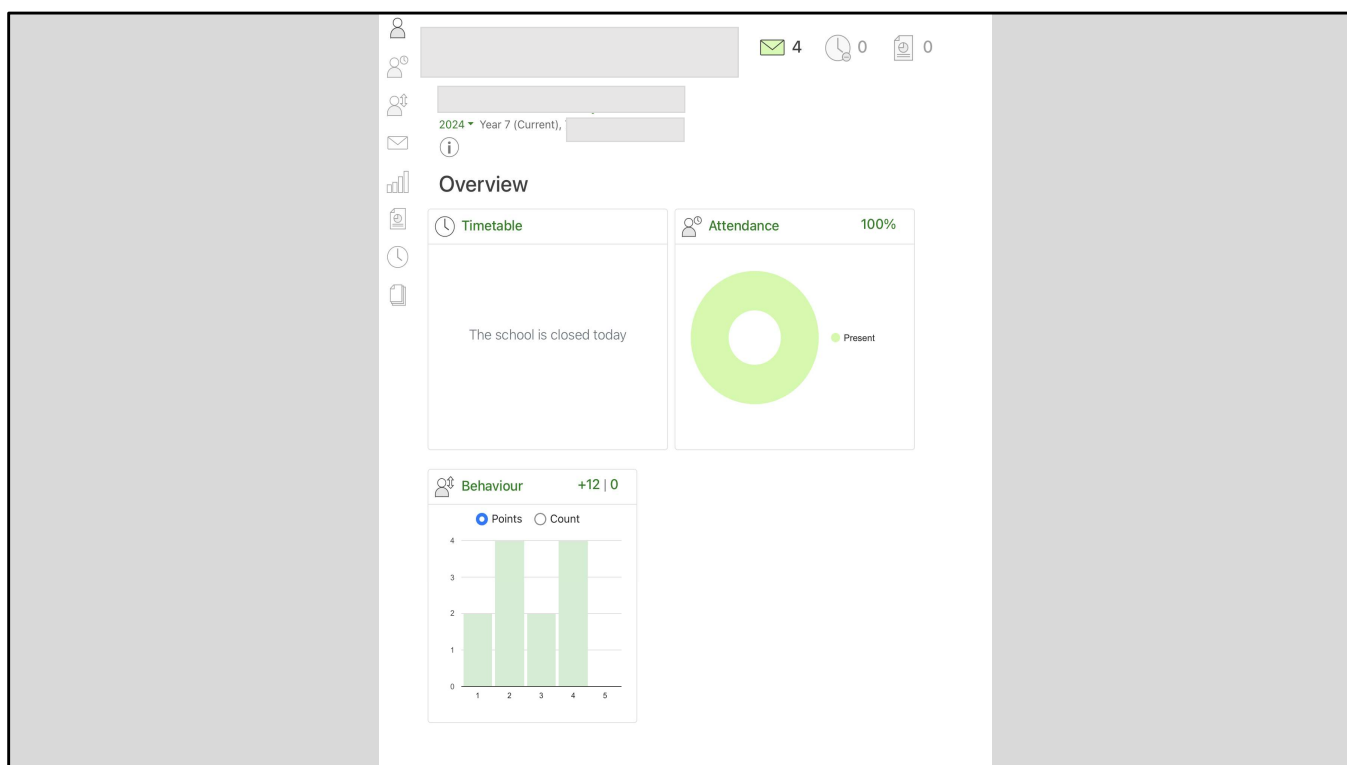 4 0 0
2024 Year 7 (Current),
Overview
Timetable
Attendance 100%
The school is closed today
Present
Behaviour +12 | 0
Points Count
4
3
2
1
0
1 2 3 4 5